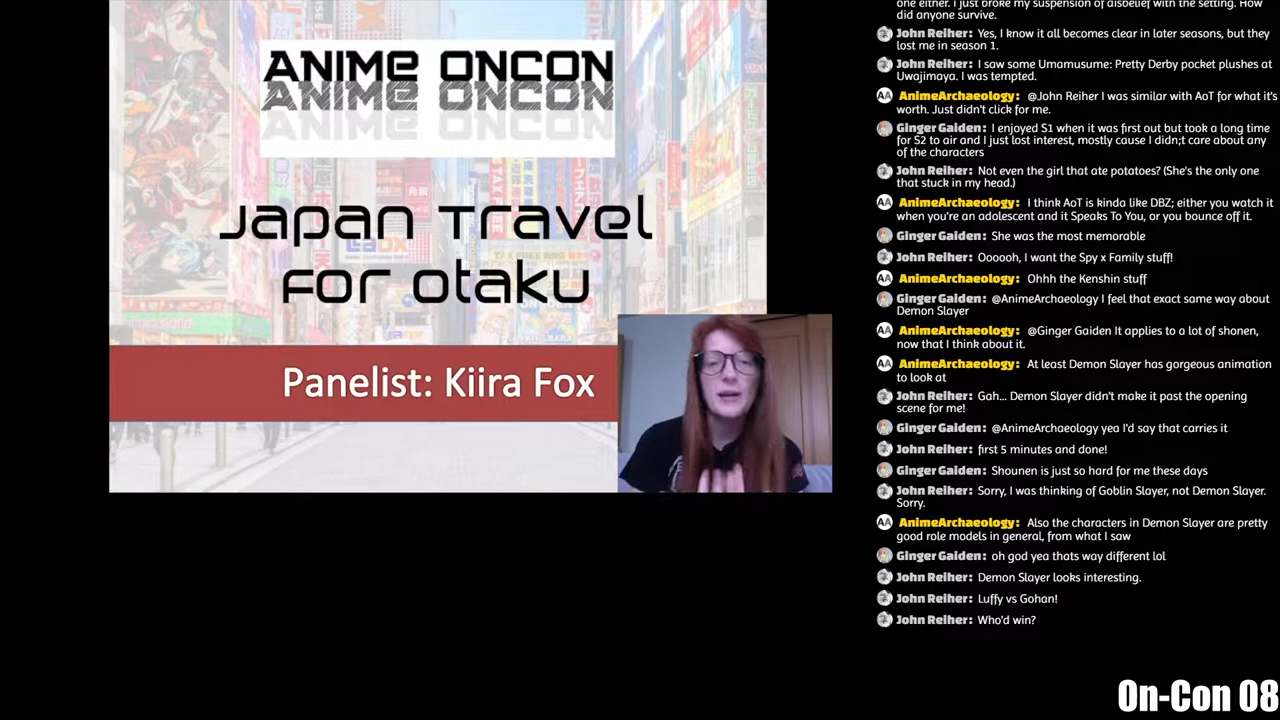 ANIME ONCON
ANIME ONCON
Japan Travel
for Otaku
Panelist: Kiira Fox
one either. I just broke my suspension of disbelief with the setting. How
did anyone survive.
John Reiher: Yes, I know it all becomes clear in later seasons, but they
lost me in season 1.
John Reiher: I saw some Umamusume: Pretty Derby pocket plushes at
Uwajimaya. I was tempted.
AA AnimeArchaeology: @John Reiher I was similar with AoT for what it's
worth. Just didn't click for me.
Ginger Gaiden: I enjoyed S1 when it was first out but took a long time
for S2 to air and I just lost interest, mostly cause I didn;t care about any
of the characters
John Reiher: Not even the girl that ate potatoes? (She's the only one
that stuck in my head.)
AA AnimeArchaeology: I think AoT is kinda like DBZ; either you watch it
when you're an adolescent and it Speaks To You, or you bounce off it.
Ginger Gaiden: She was the most memorable
John Reiher: Oooooh, I want the Spy x Family stuff!
AA AnimeArchaeology: Ohhh the Kenshin stuff
Ginger Gaiden: @AnimeArchaeology I feel that exact same way about
Demon Slayer
AA AnimeArchaeology: @Ginger Gaiden It applies to a lot of shonen,
now that I think about it.
AA AnimeArchaeology: At least Demon Slayer has gorgeous animation
to look at
John Reiher: Gah... Demon Slayer didn't make it past the opening
scene for me!
Ginger Gaiden: @AnimeArchaeology yea I'd say that carries it
John Reiher: first 5 minutes and done!
Ginger Gaiden: Shounen is just so hard for me these days
John Reiher: Sorry, I was thinking of Goblin Slayer, not Demon Slayer.
Sorry.
AA AnimeArchaeology: Also the characters in Demon Slayer are pretty
good role models in general, from what I saw
Ginger Gaiden: oh god yea thats way different lol
John Reiher: Demon Slayer looks interesting.
John Reiher: Luffy vs Gohan!
John Reiher: Who'd win?
On-Con 08